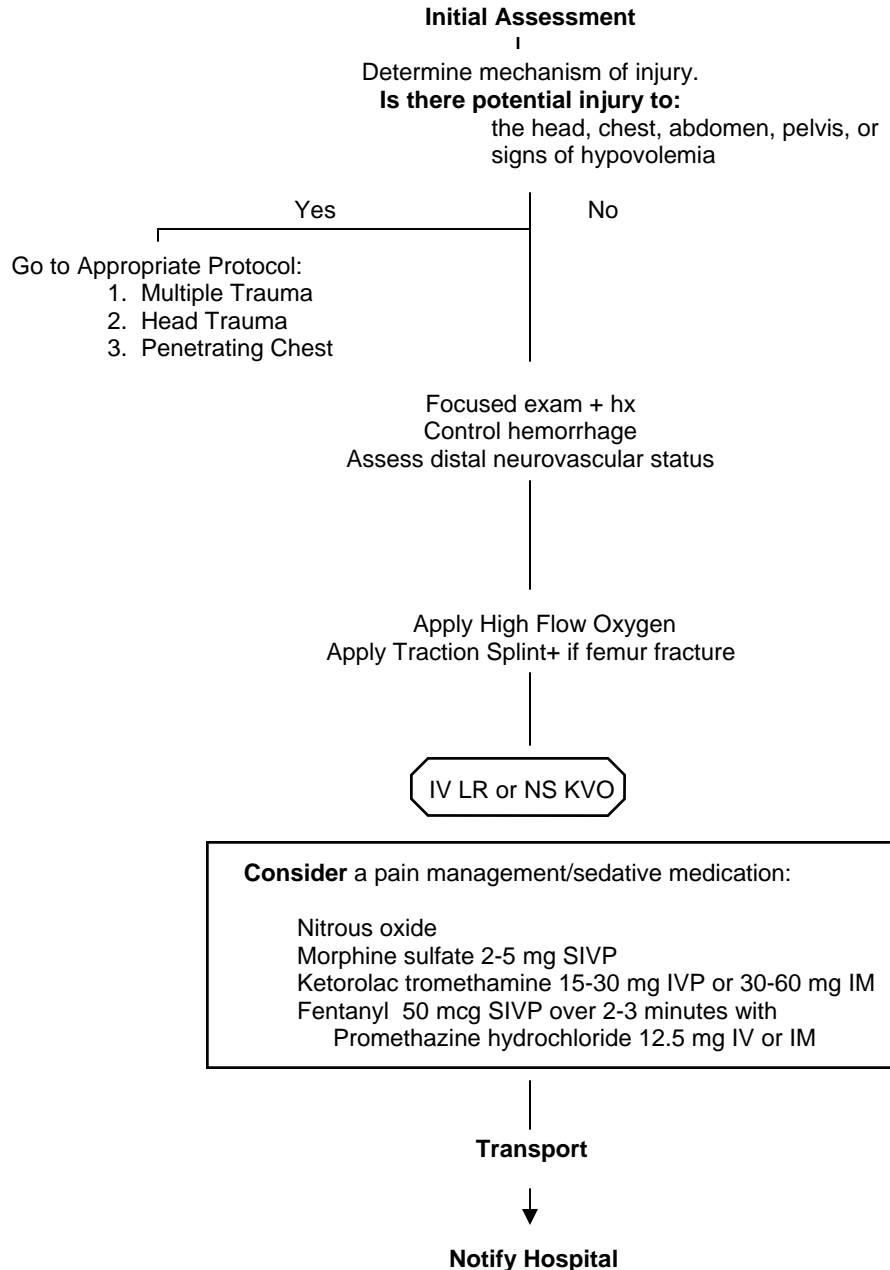 Initial Assessment
Determine mechanism of injury.
Is there potential injury to:
the head, chest, abdomen, pelvis, or
signs of hypovolemia
Yes
No
Go to Appropriate Protocol:
1. Multiple Trauma
2. Head Trauma
3. Penetrating Chest
Focused exam + hx
Control hemorrhage
Assess distal neurovascular status
Apply High Flow Oxygen
Apply Traction Splint+ if femur fracture
IV LR or NS KVO
Consider a pain management/sedative medication:
Nitrous oxide
Morphine sulfate 2-5 mg SIVP
Ketorolac tromethamine 15-30 mg IVP or 30-60 mg IM
Fentanyl 50 mcg SIVP over 2-3 minutes with
Promethazine hydrochloride 12.5 mg IV or IM
Transport
Notify Hospital